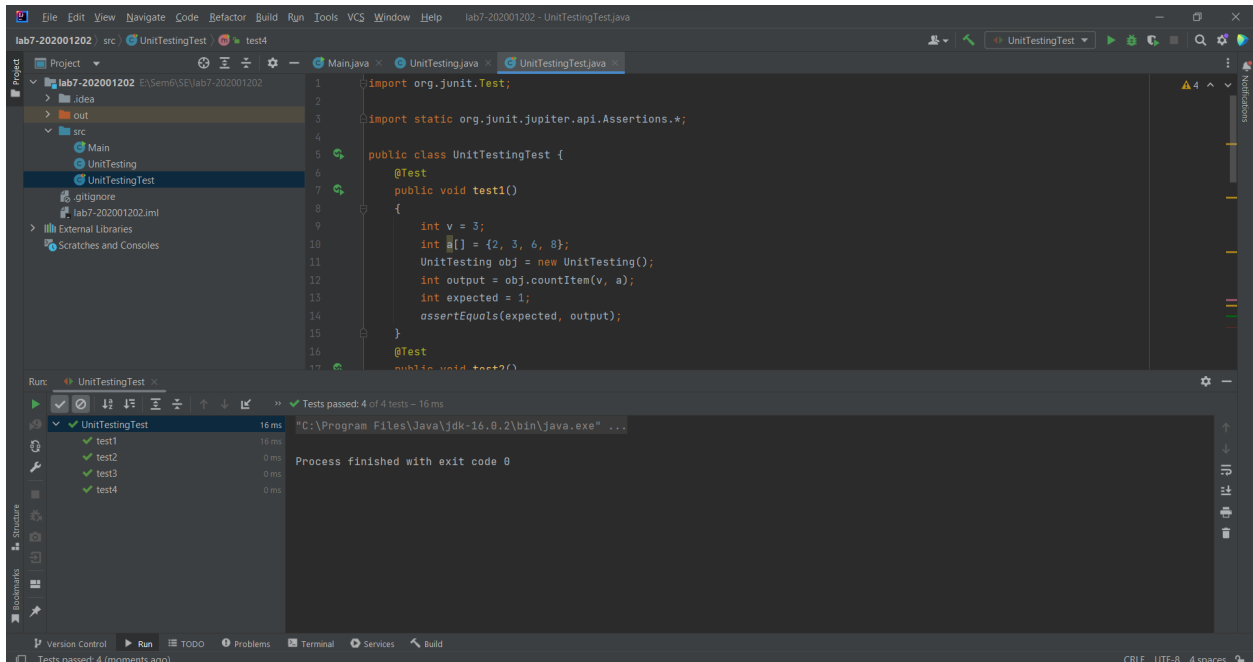 File Edit View Navigate Code Refactor Build Run Tools VCS Window Help lab7-202001202 - UnitTestingTest.java
lab7-202001202 src UnitTestingTest test4 UnitTestingTest
Project Main.java UnitTesting.java UnitTestingTest.java
Project
Notifications
lab7-202001202 E:\Sem6\SE\lab7-202001202
.idea
out
src
Main
UnitTesting
UnitTestingTest
.gitignore
lab7-202001202.iml
External Libraries
Scratches and Consoles
4
1 import org.junit.Test;
2
3 import static org.junit.jupiter.api.Assertions.*;
4
5 public class UnitTestingTest {
6 @Test
7 public void test1()
8 {
9 int v = 3;
10 int a[] = {2, 3, 6, 8};
11 UnitTesting obj = new UnitTesting();
12 int output = obj.countItem(v, a);
13 int expected = 1;
14 assertEquals(expected, output);
15 }
16 @Test
17 public void test2()
Run: UnitTestingTest
Tests passed: 4 of 4 tests – 16 ms
UnitTestingTest 16 ms
test1 16 ms
test2 0 ms
test3 0 ms
test4 0 ms
"C:\Program Files\Java\jdk-16.0.2\bin\java.exe" ...
Process finished with exit code 0
Structure
Bookmarks
Version Control Run TODO Problems Terminal Services Build
Tests passed: 4 (moments ago) CRLF UTF-8 4 spaces